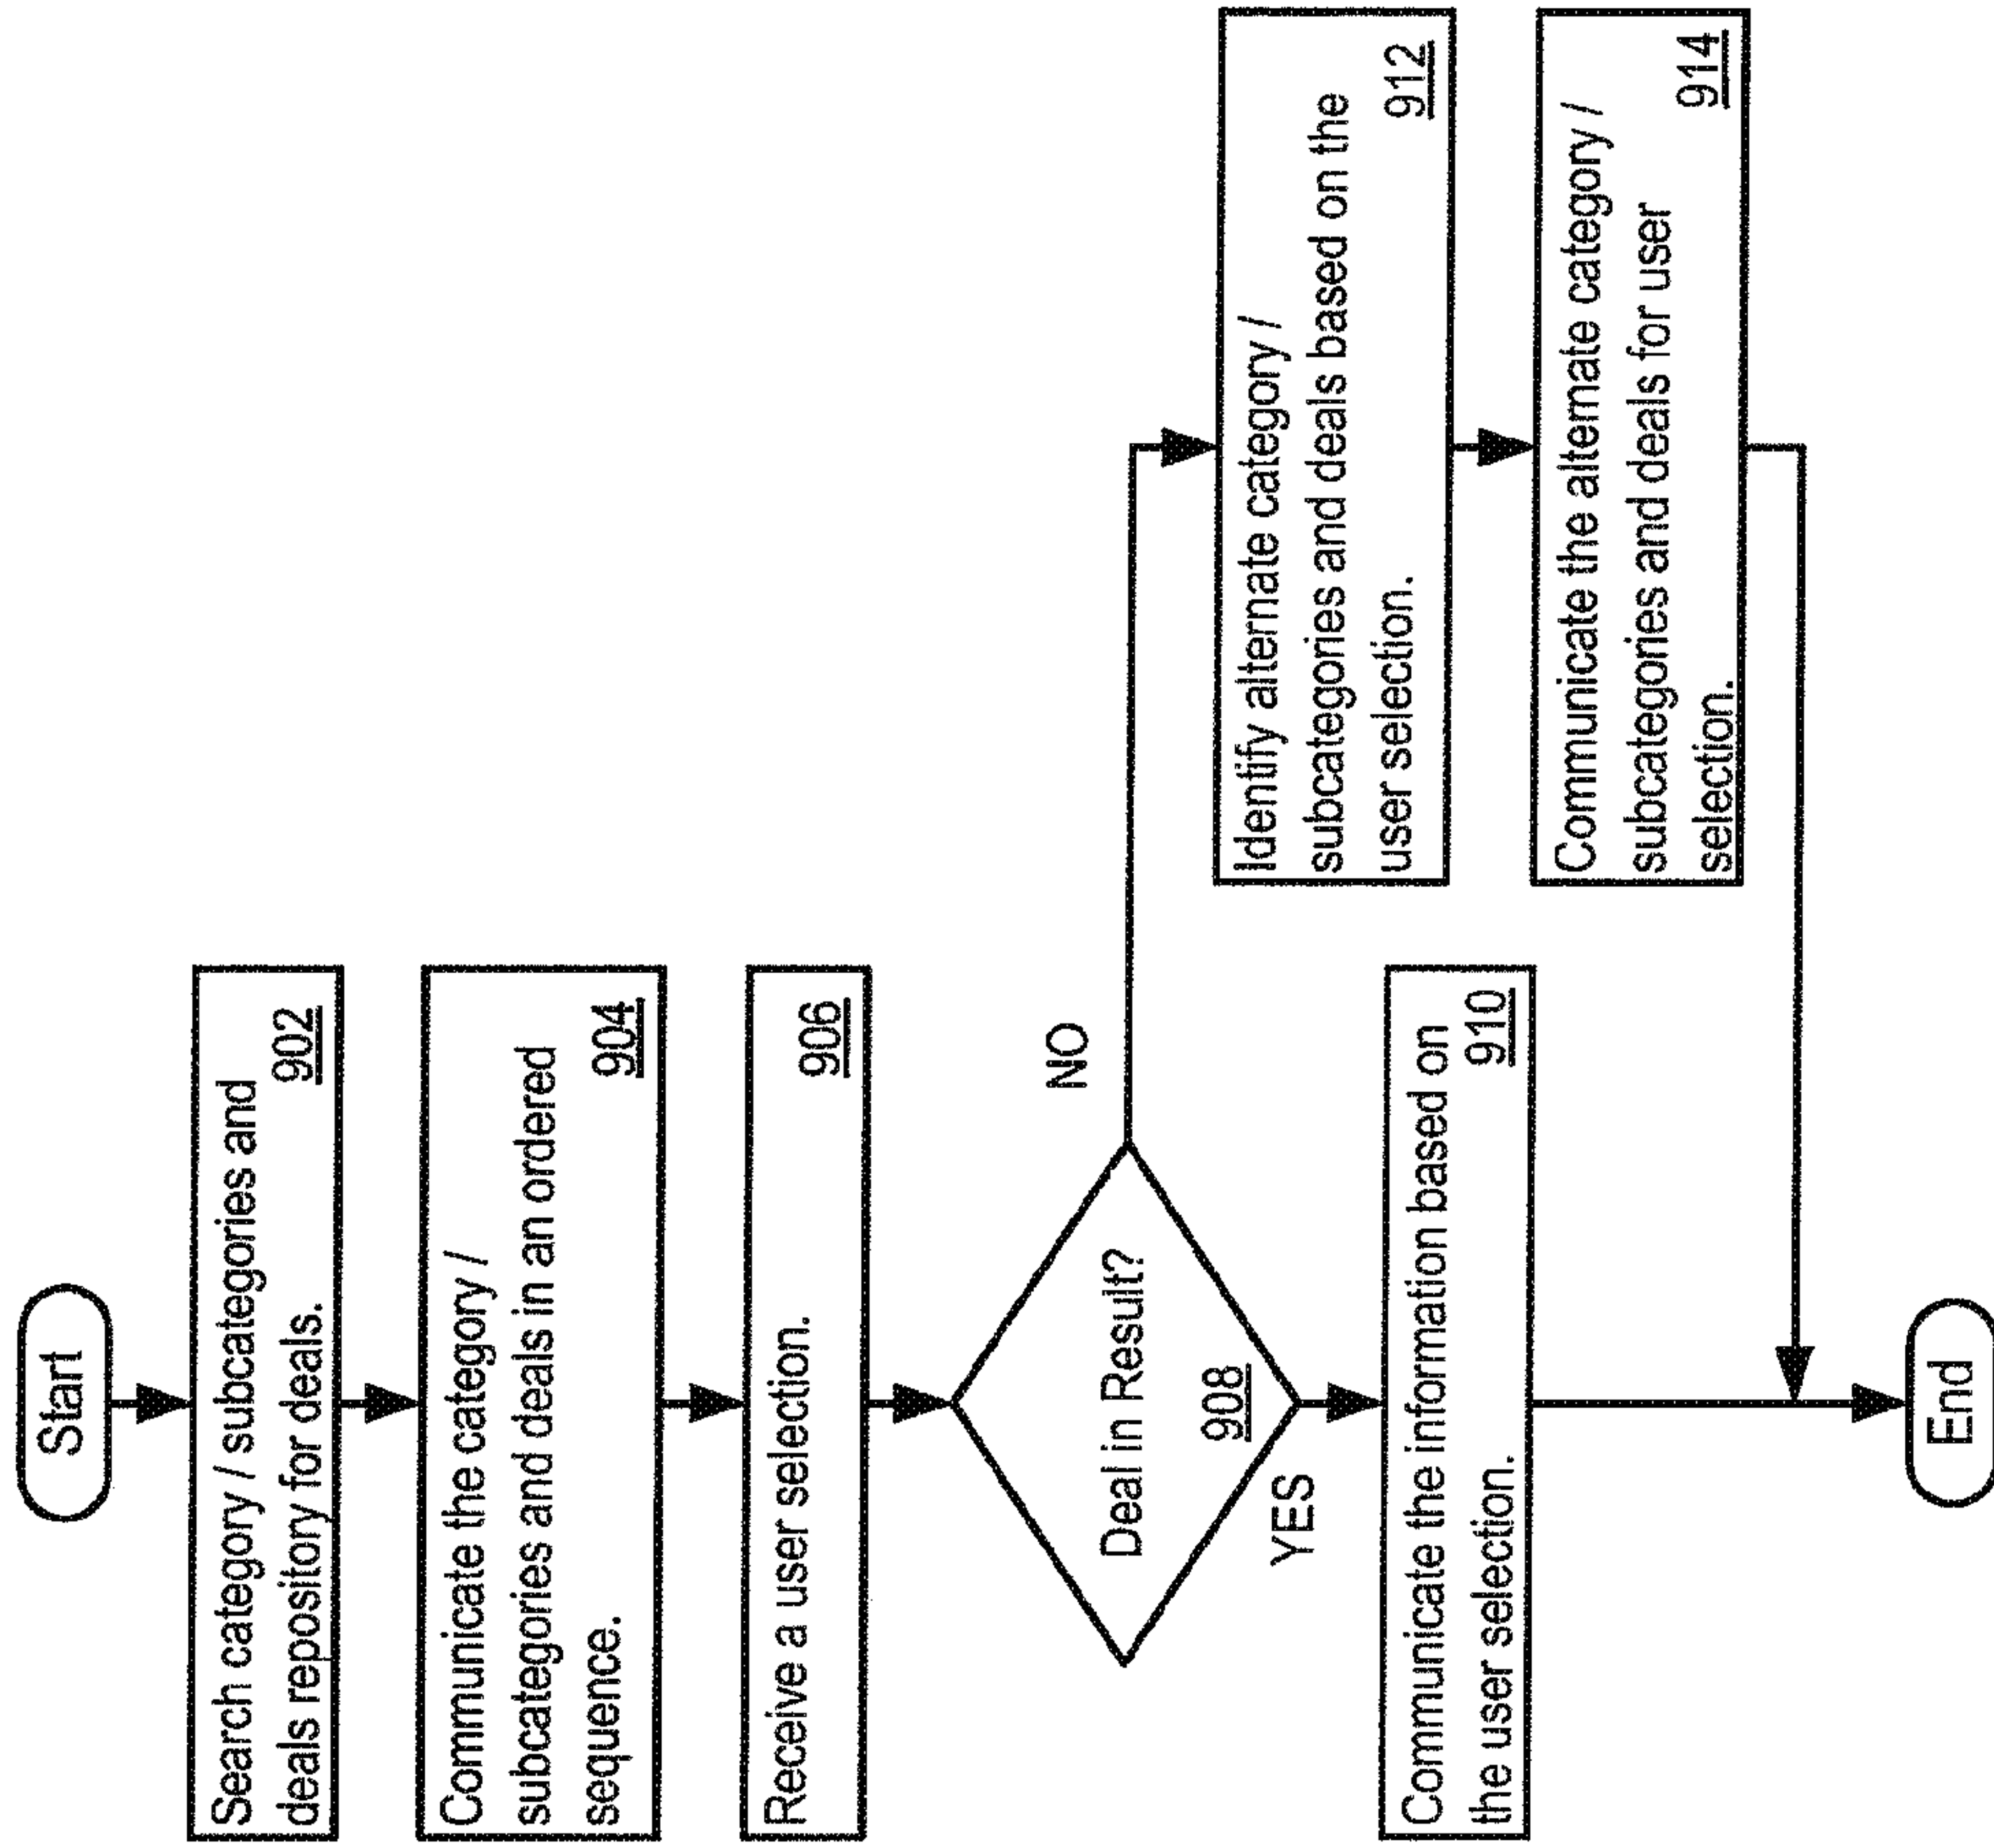 Start
Search category / subcategories and
deals repository for deals.
902
Communicate the category /
subcategories and deals in an ordered
sequence.
904
Receive a user selection.
906
Deal in Result?
908
NO
YES
Communicate the information based on
the user selection.
910
Identify alternate category /
subcategories and deals based on the
user selection.
912
Communicate the alternate category /
subcategories and deals for user
selection.
914
End